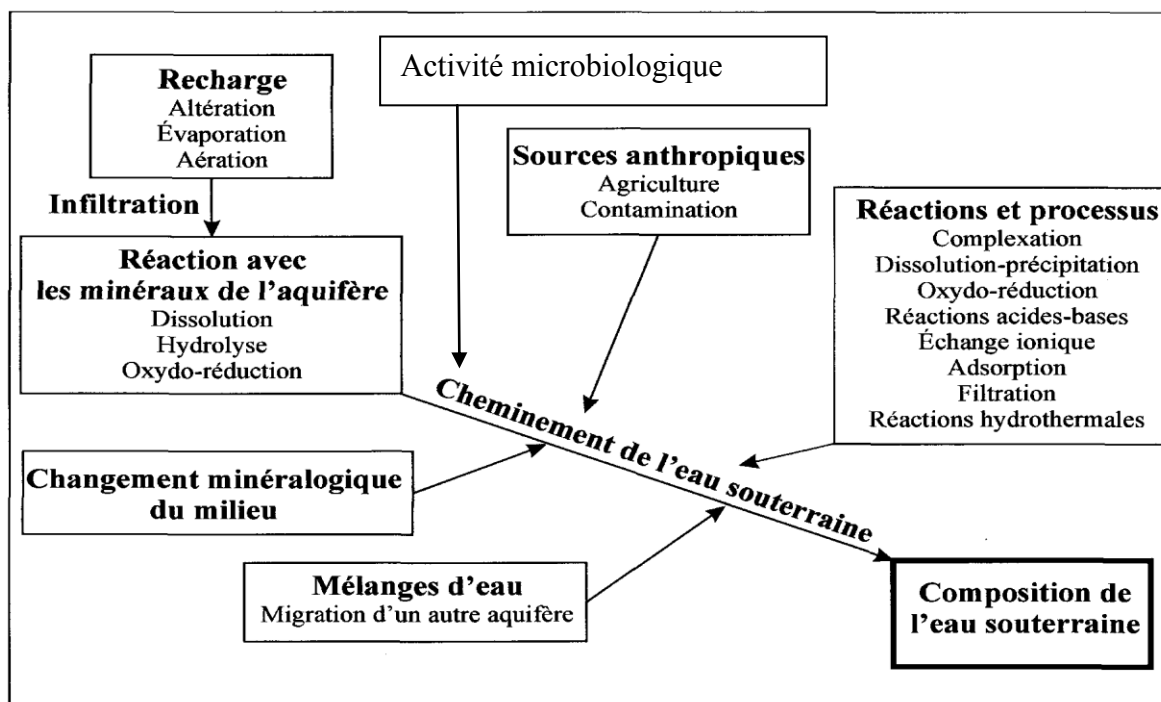 Activité microbiologique
Recharge
Altération
Évaporation
Aération
Infiltration
Sources anthropiques
Agriculture
Contamination
Réaction avec
les minéraux de l'aquifère
Dissolution
Hydrolyse
Oxydo-réduction
Réactions et processus
Complexation
Dissolution-précipitation
Oxydo-réduction
Réactions acides-bases
Échange ionique
Adsorption
Filtration
Réactions hydrothermales
Cheminement de l'eau souterraine
Changement minéralogique
du milieu
Mélanges d'eau
Migration d'un autre aquifère
Composition de
l'eau souterraine